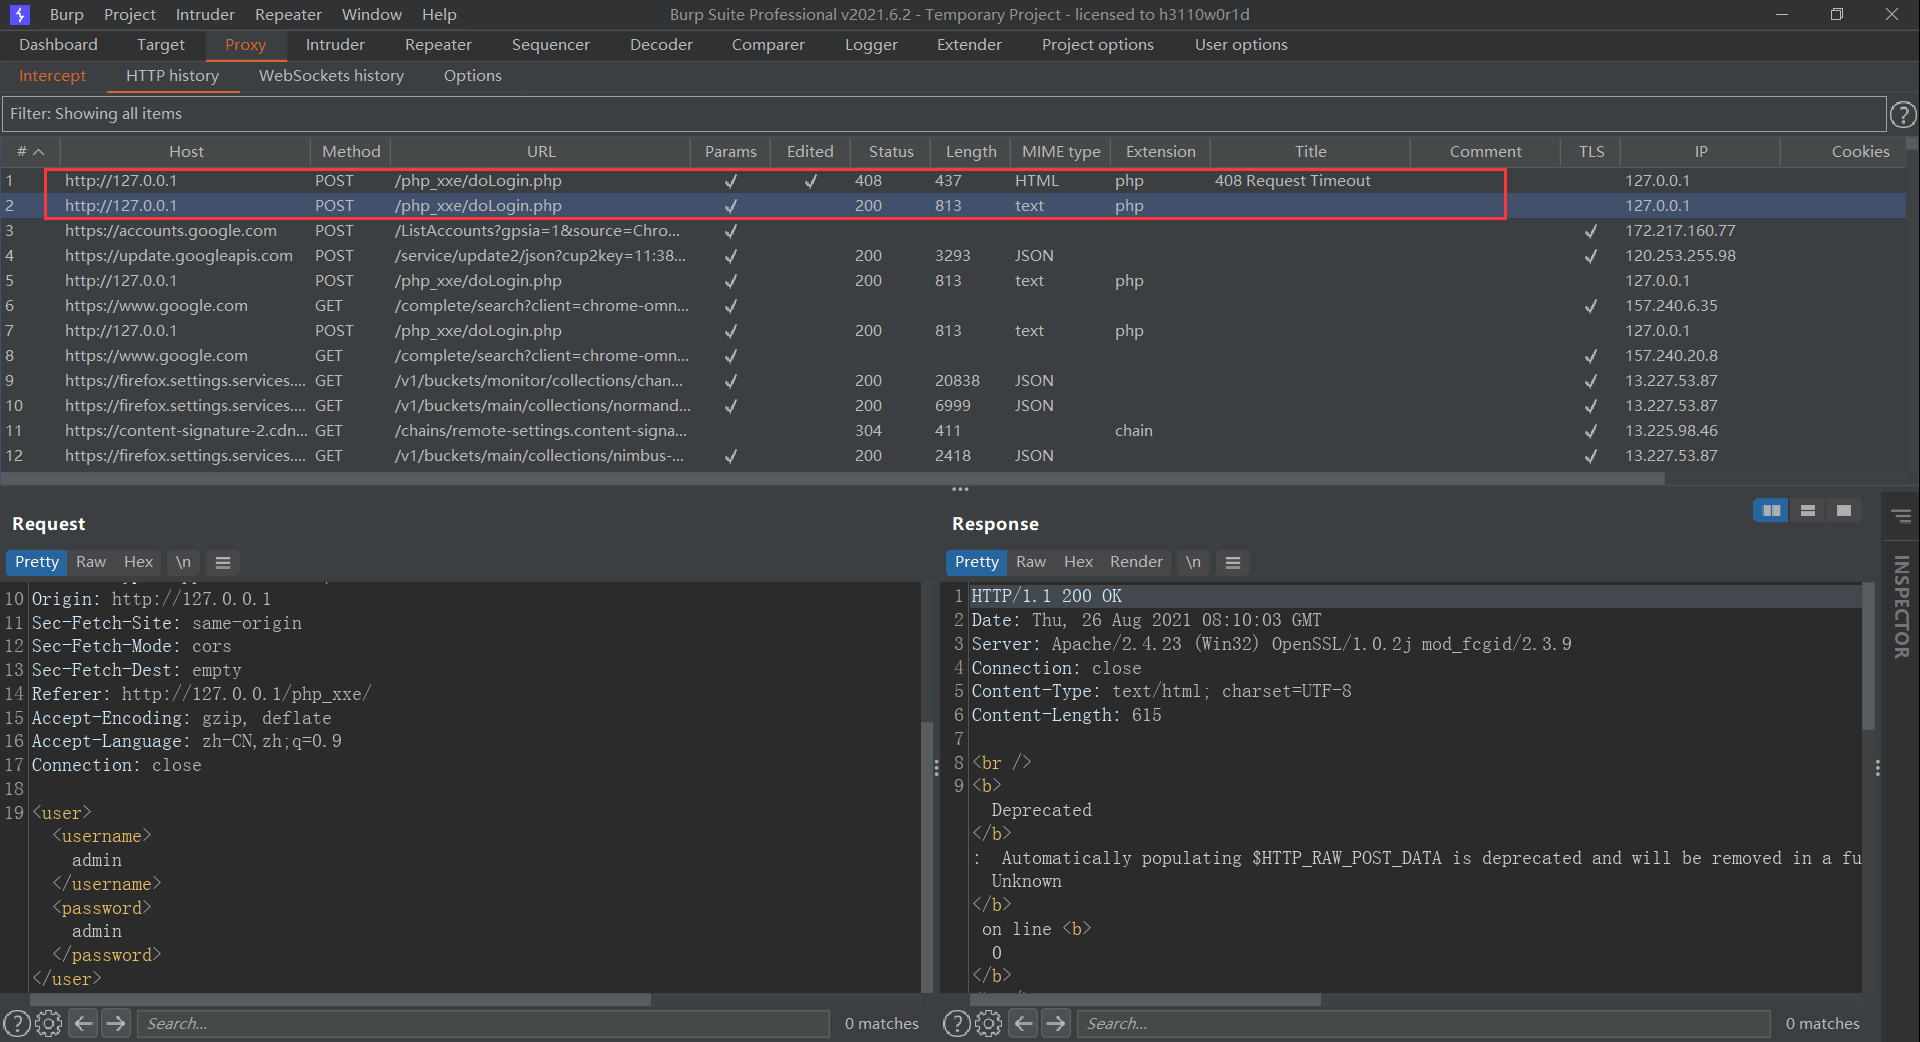 Burp Project Intruder Repeater Window Help Burp Suite Professional v2021.6.2 - Temporary Project - licensed to h3110w0r1d
Dashboard Target Proxy Intruder Repeater Sequencer Decoder Comparer Logger Extender Project options User options
Intercept HTTP history WebSockets history Options
Filter: Showing all items
# Host Method URL Params Edited Status Length MIME type Extension Title Comment TLS IP Cookies
1 http://127.0.0.1 POST /php_xxe/doLogin.php ✓ ✓ 408 437 HTML php 408 Request Timeout 127.0.0.1
2 http://127.0.0.1 POST /php_xxe/doLogin.php ✓ 200 813 text php 127.0.0.1
3 https://accounts.google.com POST /ListAccounts?gpsia=1&source=Chro... ✓ ✓ 172.217.160.77
4 https://update.googleapis.com POST /service/update2/json?cup2key=11:38... ✓ 200 3293 JSON ✓ 120.253.255.98
5 http://127.0.0.1 POST /php_xxe/doLogin.php ✓ 200 813 text php 127.0.0.1
6 https://www.google.com GET /complete/search?client=chrome-omn... ✓ ✓ 157.240.6.35
7 http://127.0.0.1 POST /php_xxe/doLogin.php ✓ 200 813 text php 127.0.0.1
8 https://www.google.com GET /complete/search?client=chrome-omn... ✓ ✓ 157.240.20.8
9 https://firefox.settings.services.... GET /v1/buckets/monitor/collections/chan... ✓ 200 20838 JSON ✓ 13.227.53.87
10 https://firefox.settings.services.... GET /v1/buckets/main/collections/normand... ✓ 200 6999 JSON ✓ 13.227.53.87
11 https://content-signature-2.cdn... GET /chains/remote-settings.content-signa... 304 411 chain ✓ 13.225.98.46
12 https://firefox.settings.services.... GET /v1/buckets/main/collections/nimbus-... ✓ 200 2418 JSON ✓ 13.227.53.87
Request
Pretty Raw Hex \n
10 Origin: http://127.0.0.1
11 Sec-Fetch-Site: same-origin
12 Sec-Fetch-Mode: cors
13 Sec-Fetch-Dest: empty
14 Referer: http://127.0.0.1/php_xxe/
15 Accept-Encoding: gzip, deflate
16 Accept-Language: zh-CN,zh;q=0.9
17 Connection: close
18
19 <user>
<username>
admin
</username>
<password>
admin
</password>
</user>
Search... 0 matches
Response
Pretty Raw Hex Render \n
1 HTTP/1.1 200 OK
2 Date: Thu, 26 Aug 2021 08:10:03 GMT
3 Server: Apache/2.4.23 (Win32) OpenSSL/1.0.2j mod_fcgid/2.3.9
4 Connection: close
5 Content-Type: text/html; charset=UTF-8
6 Content-Length: 615
7
8 <br />
9 <b>
Deprecated
</b>
: Automatically populating $HTTP_RAW_POST_DATA is deprecated and will be removed in a fu
Unknown
</b>
on line <b>
0
</b>
Search... 0 matches
INSPECTOR